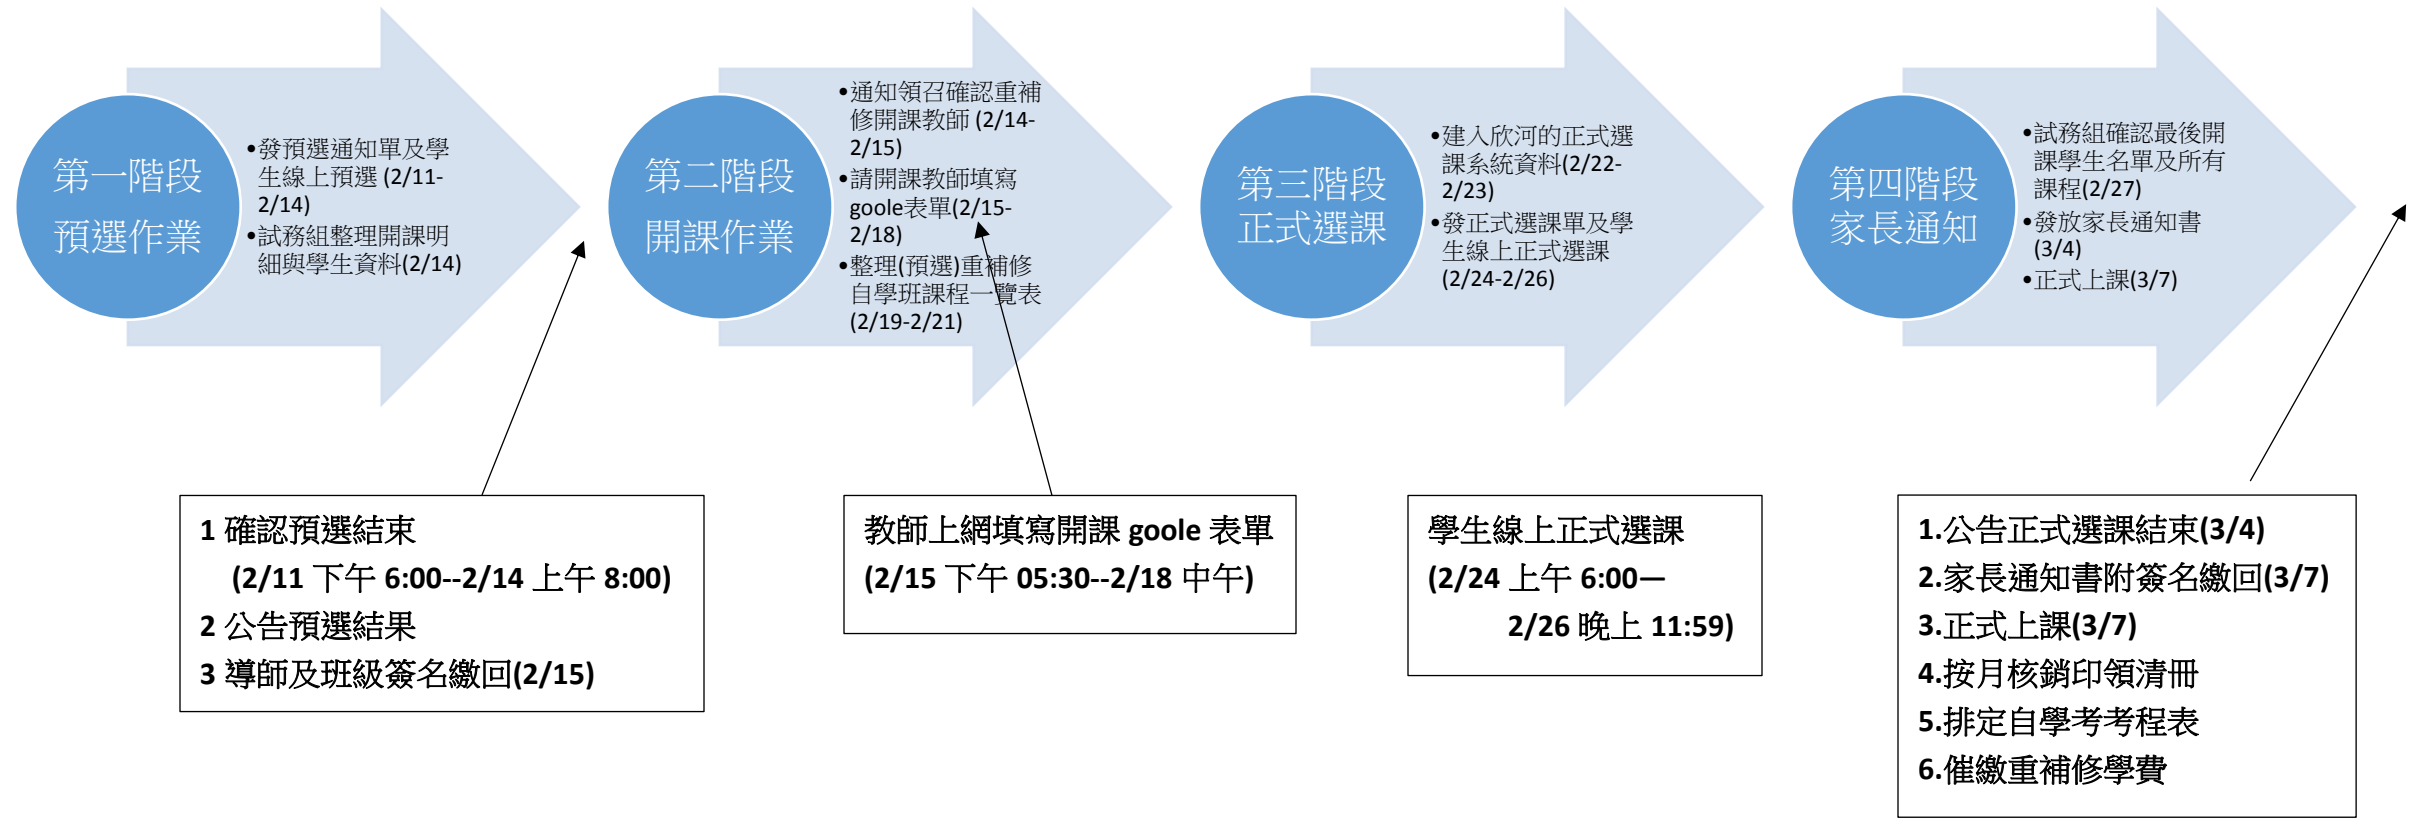 第一階段
預選作業
•發預選通知單及學
生線上預選 (2/11-
2/14)
•試務組整理開課明
細與學生資料(2/14)
第二階段
開課作業
•通知領召確認重補
修開課教師 (2/14-
2/15)
•請開課教師填寫
goole表單(2/15-
2/18)
•整理(預選)重補修
自學班課程一覽表
(2/19-2/21)
第三階段
正式選課
•建入欣河的正式選
課系統資料(2/22-
2/23)
•發正式選課單及學
生線上正式選課
(2/24-2/26)
第四階段
家長通知
•試務組確認最後開
課學生名單及所有
課程(2/27)
•發放家長通知書
(3/4)
•正式上課(3/7)
1 確認預選結束
(2/11 下午 6:00--2/14 上午 8:00)
2 公告預選結果
3 導師及班級簽名繳回(2/15)
教師上網填寫開課 goole 表單
(2/15 下午 05:30--2/18 中午)
學生線上正式選課
(2/24 上午 6:00—
2/26 晚上 11:59)
1.公告正式選課結束(3/4)
2.家長通知書附簽名繳回(3/7)
3.正式上課(3/7)
4.按月核銷印領清冊
5.排定自學考考程表
6.催繳重補修學費